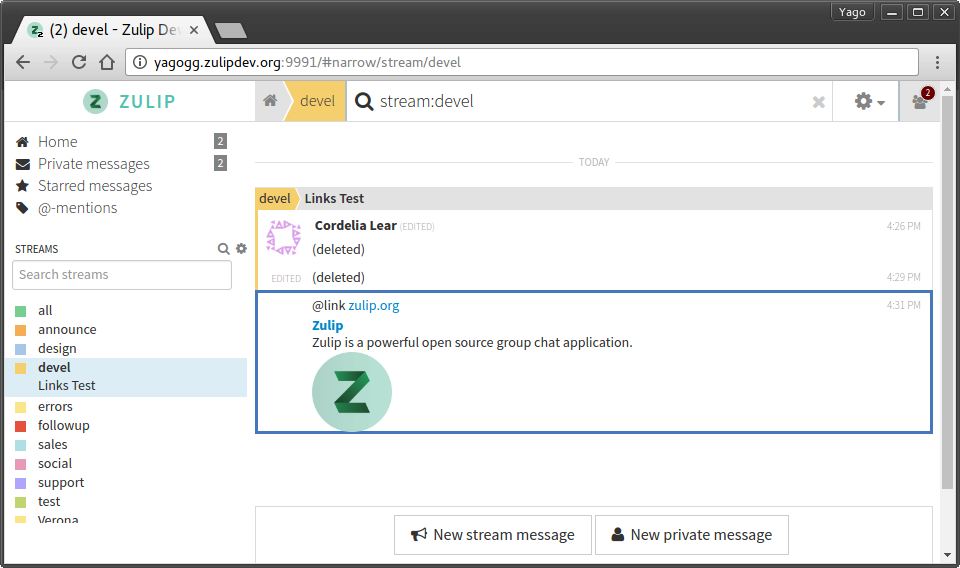 Yago
(2) devel - Zulip De
yagogg.zulipdev.org:9991/#narrow/stream/devel
ZULIP
devel
stream:devel
2
Home 2
Private messages 2
Starred messages
@-mentions
STREAMS
Search streams
all
announce
design
devel
Links Test
errors
followup
sales
social
support
test
Verona
TODAY
devel Links Test
Cordelia Lear (EDITED) 4:26 PM
(deleted)
EDITED (deleted) 4:29 PM
@link zulip.org 4:31 PM
Zulip
Zulip is a powerful open source group chat application.
New stream message
New private message